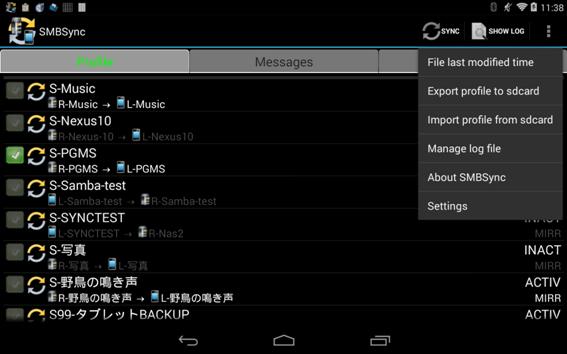 11:38
SMBSync
SYNC
SHOW LOG
Profile
Messages
File last modified time
Export profile to sdcard
Import profile from sdcard
Manage log file
About SMBSync
Settings
S-Music
R-Music → L-Music
S-Nexus10
R-Nexus-10 → L-Nexus10
S-PGMS
R-PGMS → L-PGMS
S-Samba-test
L-Samba-test → R-Samba-test
S-SYNCTEST INACT
L-SYNCTEST → R-Nas2 MIRR
S-写真 INACT
R-写真 → L-写真 MIRR
S-野鳥の鳴き声 ACTIV
R-野鳥の鳴き声 → L-野鳥の鳴き声 MIRR
S99-タブレットBACKUP ACTIV